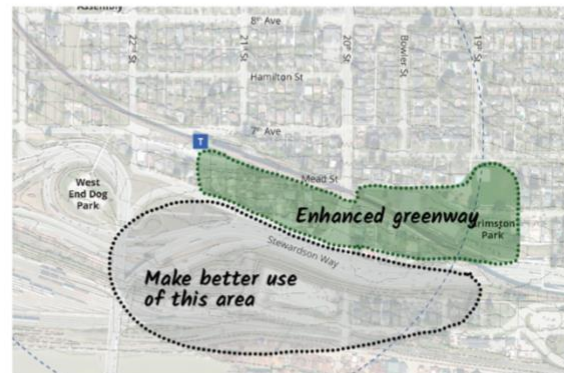 Assembly
8th Ave
22nd St
21st St
20th St
Bowler St
19th St
Hamilton St
7th Ave
T
Mead St
West
End Dog
Park
Enhanced greenway
Grimston
Park
Stewardson Way
Make better use
of this area